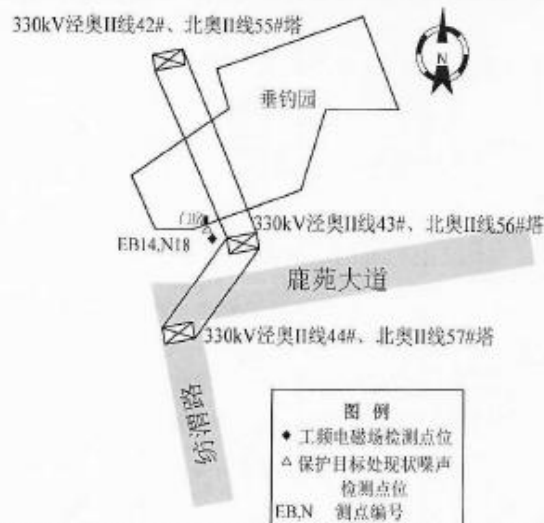 330kV泾奥II线42#、北奥II线55#塔
N
垂钓园
门房
330kV泾奥II线43#、北奥II线56#塔
EB14,N18
鹿苑大道
330kV泾奥II线44#、北奥II线57#塔
纺渭路
图 例
工频电磁场检测点位
保护目标处现状噪声
检测点位
EB,N 测点编号